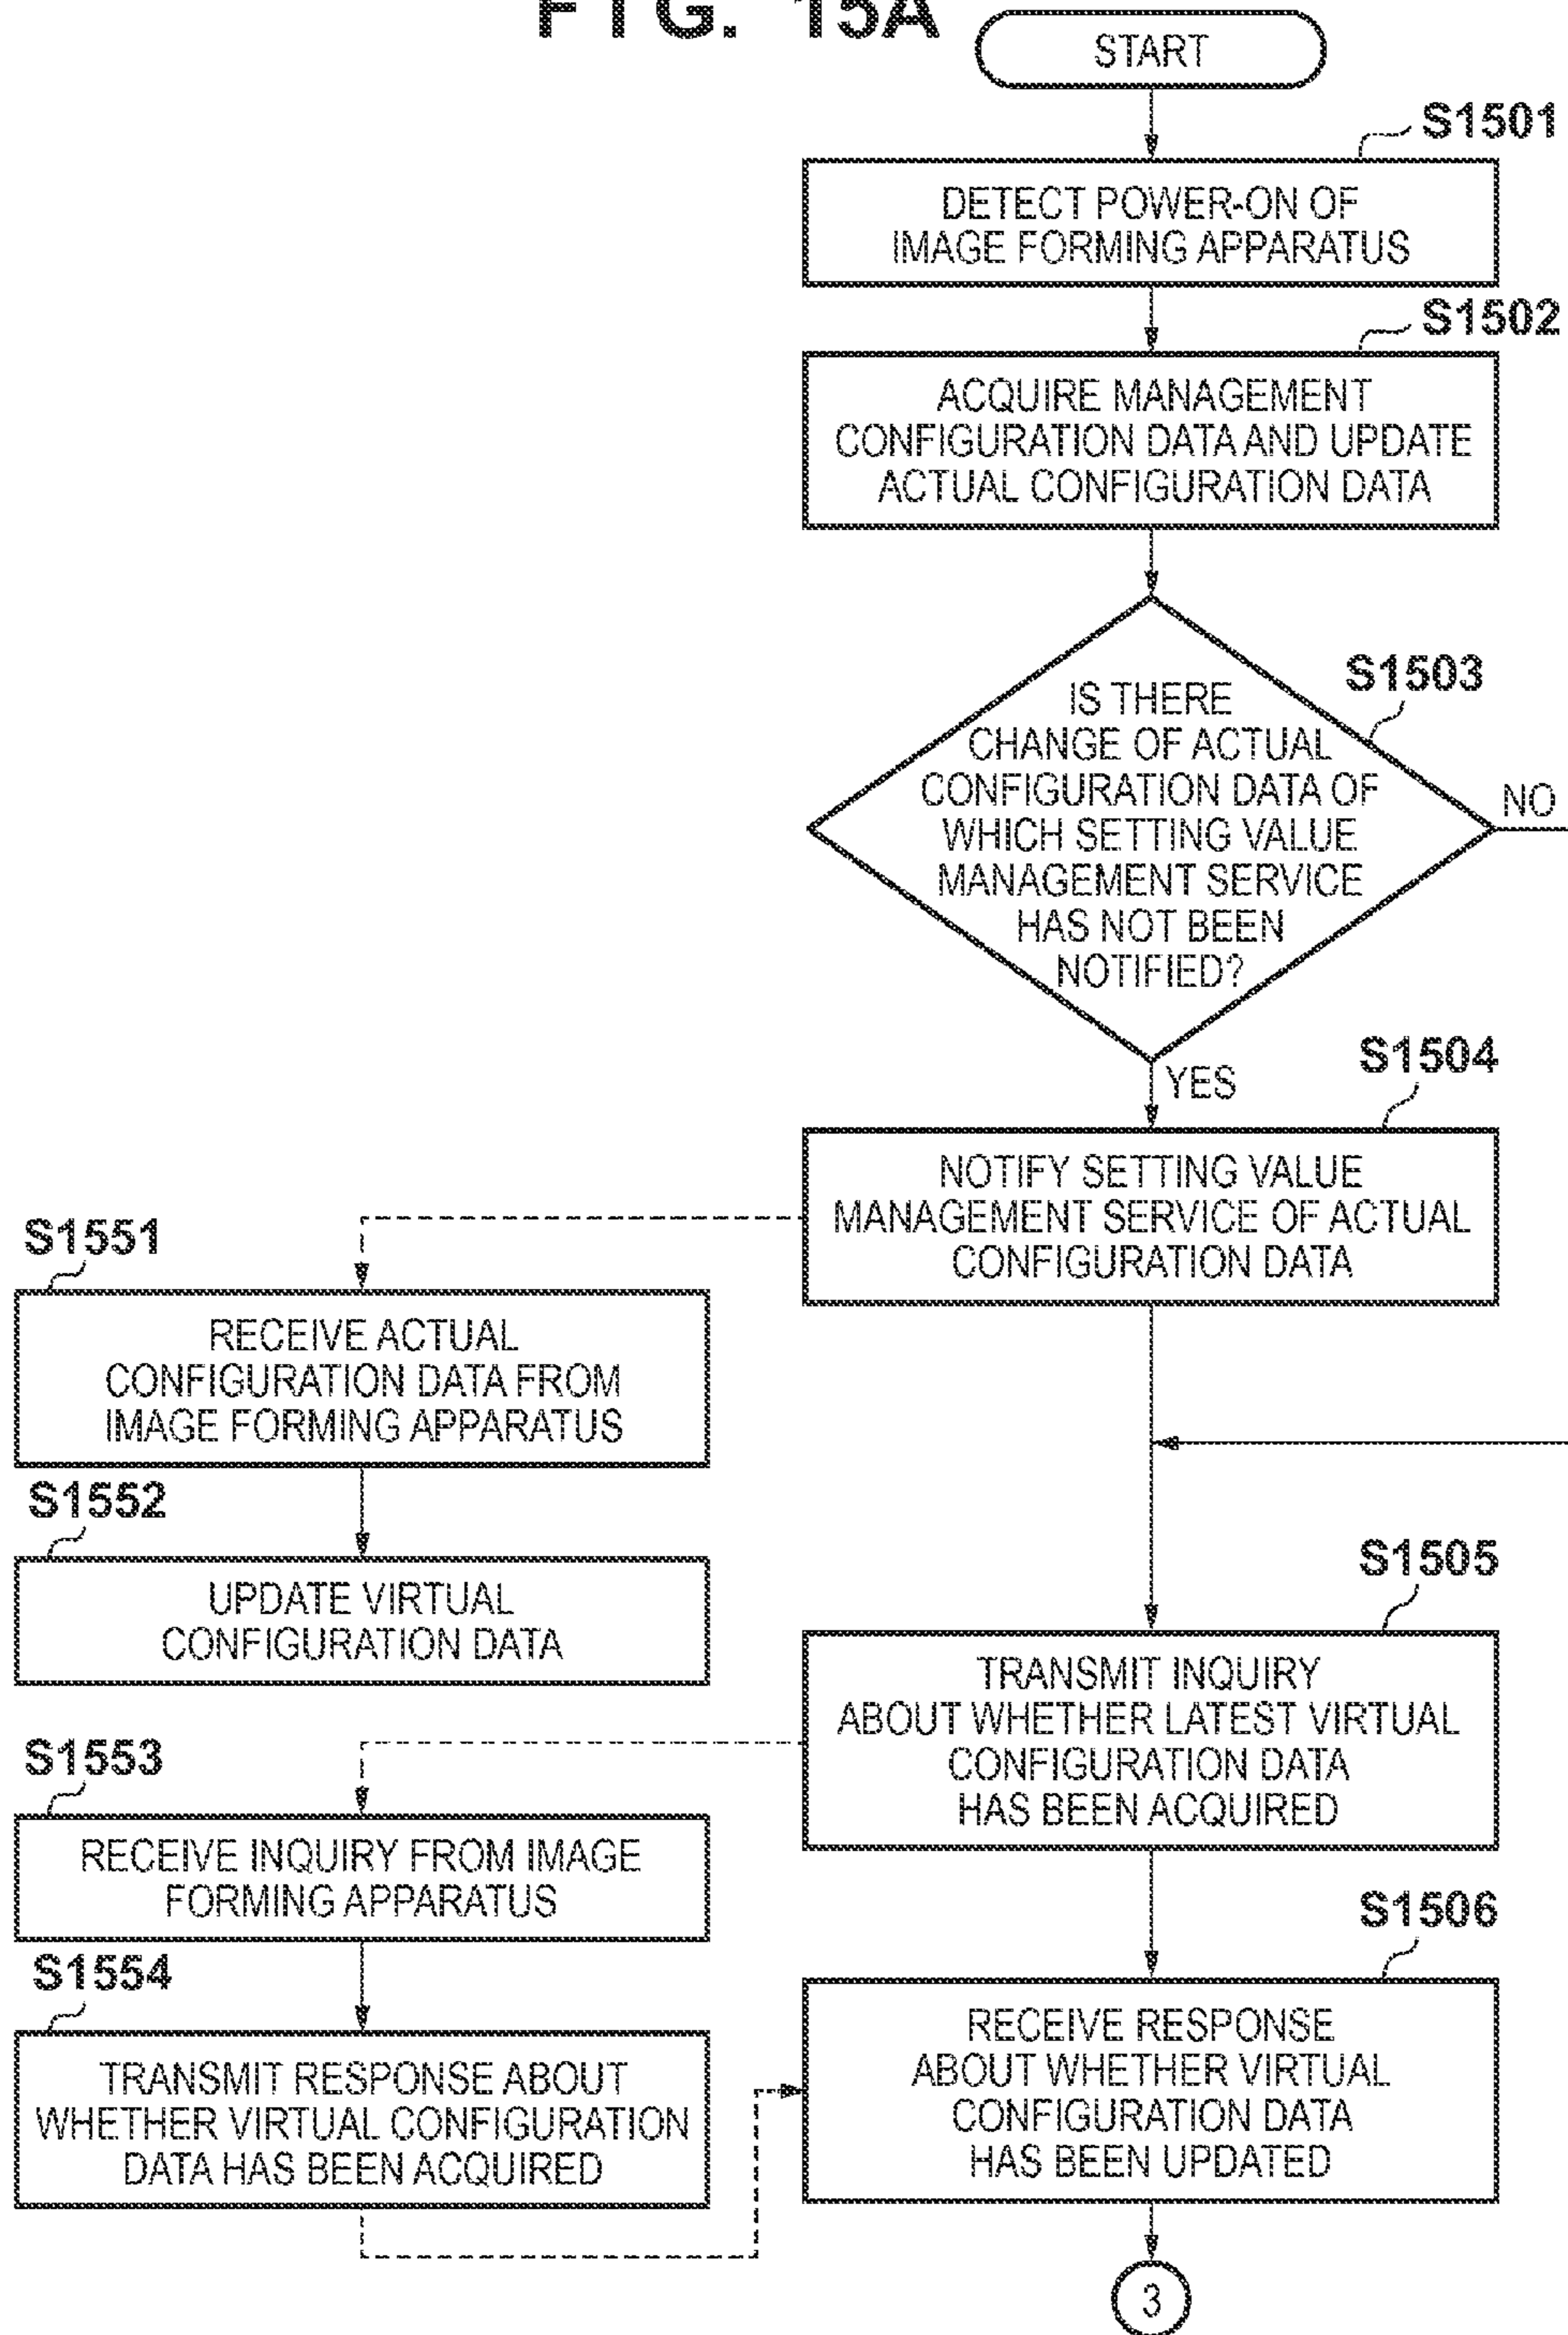 FIG. 15A
START
S1501
DETECT POWER-ON OF
IMAGE FORMING APPARATUS
S1502
ACQUIRE MANAGEMENT
CONFIGURATION DATA AND UPDATE
ACTUAL CONFIGURATION DATA
S1503
IS THERE
CHANGE OF ACTUAL
CONFIGURATION DATA OF
WHICH SETTING VALUE
MANAGEMENT SERVICE
HAS NOT BEEN
NOTIFIED?
NO
YES
S1504
NOTIFY SETTING VALUE
MANAGEMENT SERVICE OF ACTUAL
CONFIGURATION DATA
S1551
RECEIVE ACTUAL
CONFIGURATION DATA FROM
IMAGE FORMING APPARATUS
S1552
UPDATE VIRTUAL
CONFIGURATION DATA
S1505
TRANSMIT INQUIRY
ABOUT WHETHER LATEST VIRTUAL
CONFIGURATION DATA
HAS BEEN ACQUIRED
S1553
RECEIVE INQUIRY FROM IMAGE
FORMING APPARATUS
S1554
TRANSMIT RESPONSE ABOUT
WHETHER VIRTUAL CONFIGURATION
DATA HAS BEEN ACQUIRED
S1506
RECEIVE RESPONSE
ABOUT WHETHER VIRTUAL
CONFIGURATION DATA
HAS BEEN UPDATED
3